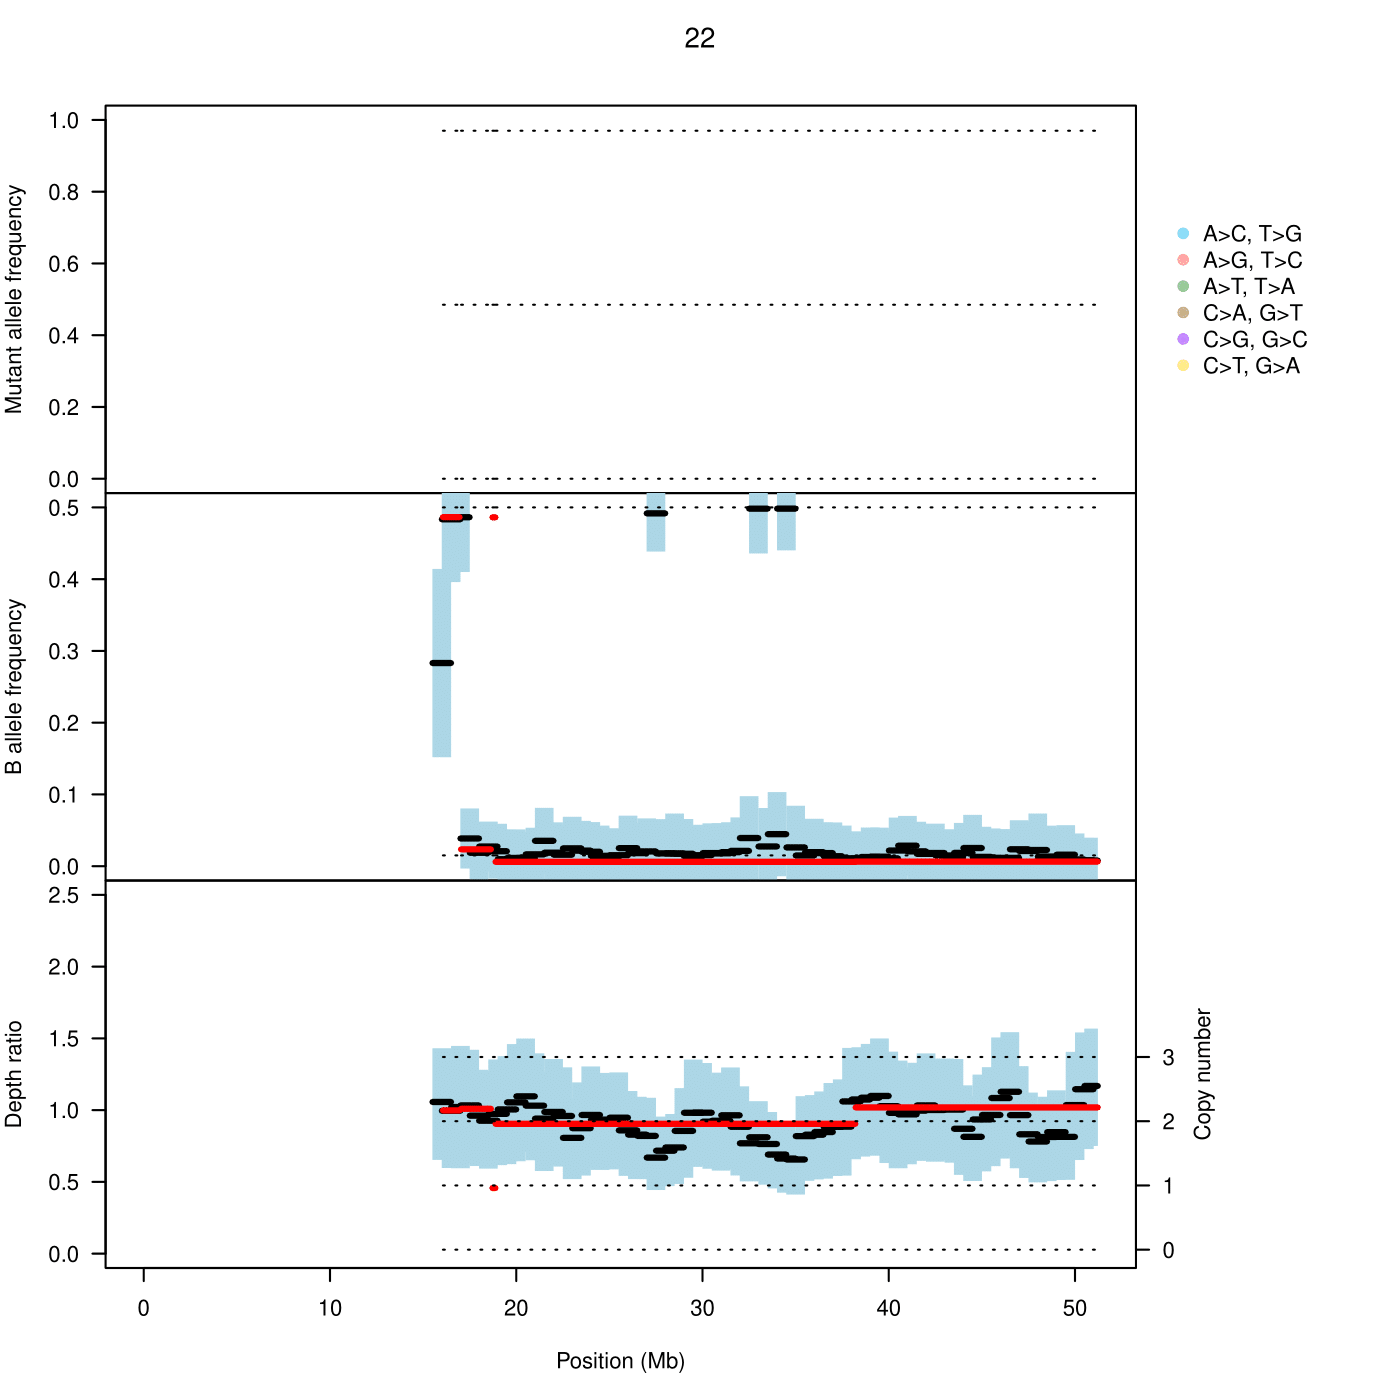 22
1.0
0.8
0.6
0.4
0.2
0.0
Mutant allele frequency
A>C, T>G
A>G, T>C
A>T, T>A
C>A, G>T
C>G, G>C
C>T, G>A
0.5
0.4
0.3
0.2
0.1
0.0
B allele frequency
2.5
2.0
1.5
1.0
0.5
0.0
Depth ratio
3
2
1
0
Copy number
0 10 20 30 40 50
Position (Mb)